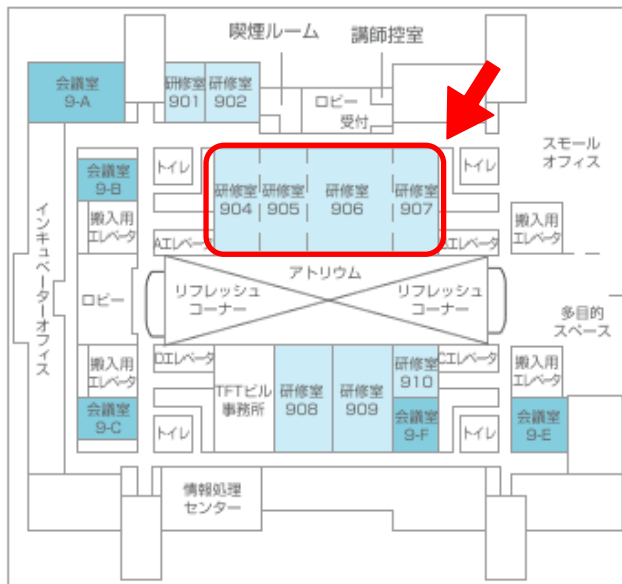 喫煙ルーム
講師控室
会議室
9-A
研修室
901
研修室
902
ロビー
受付
スモール
オフィス
トイレ
トイレ
会議室
9-B
研修室
904
研修室
905
研修室
906
研修室
907
搬入用
エレベータ
Aエレベータ
エレベータ
搬入用
エレベータ
インキュベーターオフィス
アトリウム
リフレッシュ
コーナー
リフレッシュ
コーナー
ロビー
多目的
スペース
搬入用
エレベータ
Dエレベータ
TFTビル
事務所
研修室
908
研修室
909
研修室
910
Cエレベータ
搬入用
エレベータ
会議室
9-C
会議室
9-F
会議室
9-E
トイレ
トイレ
情報処理
センター